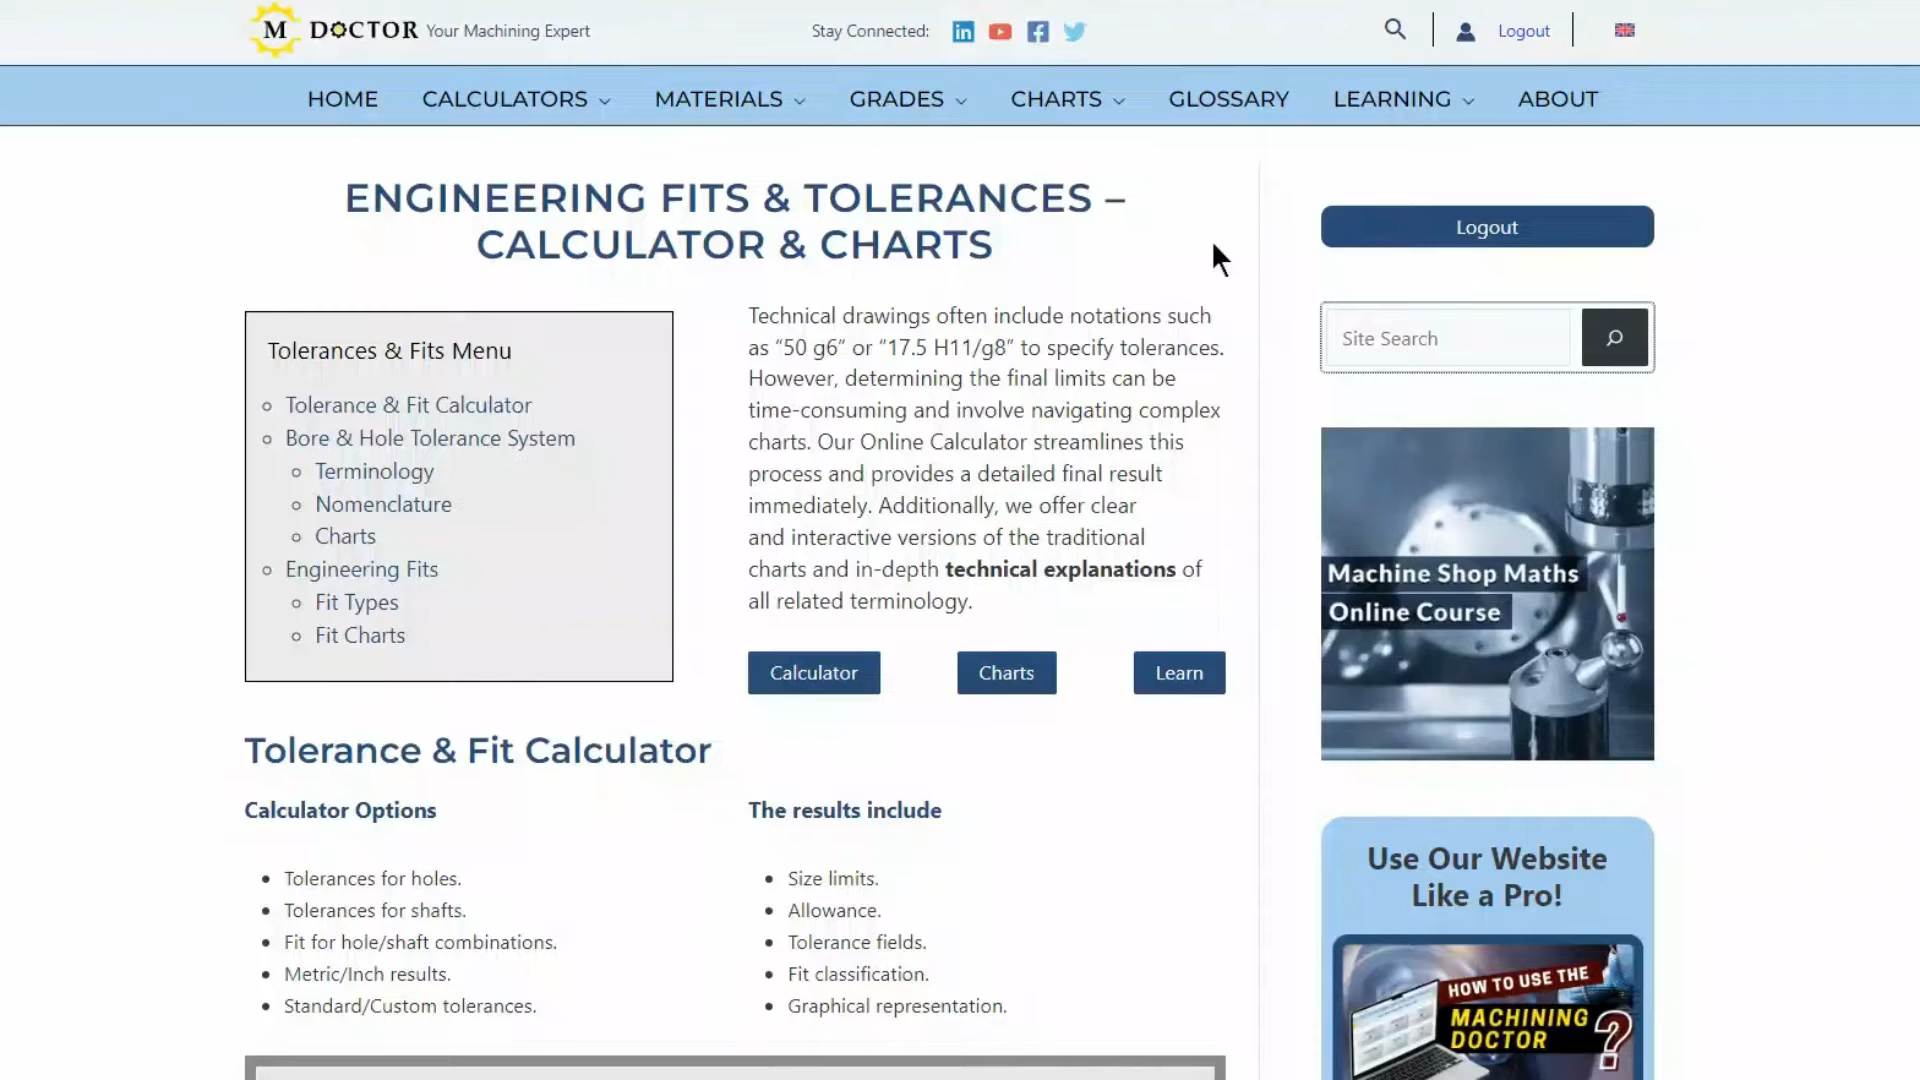 M DOCTOR Your Machining Expert
Stay Connected:
Logout
HOME CALCULATORS MATERIALS GRADES CHARTS GLOSSARY LEARNING ABOUT
ENGINEERING FITS & TOLERANCES –
CALCULATOR & CHARTS
Tolerances & Fits Menu
Tolerance & Fit Calculator
Bore & Hole Tolerance System
Terminology
Nomenclature
Charts
Engineering Fits
Fit Types
Fit Charts
Technical drawings often include notations such
as “50 g6” or “17.5 H11/g8” to specify tolerances.
However, determining the final limits can be
time-consuming and involve navigating complex
charts. Our Online Calculator streamlines this
process and provides a detailed final result
immediately. Additionally, we offer clear
and interactive versions of the traditional
charts and in-depth technical explanations of
all related terminology.
Calculator Charts Learn
Tolerance & Fit Calculator
Calculator Options
Tolerances for holes.
Tolerances for shafts.
Fit for hole/shaft combinations.
Metric/Inch results.
Standard/Custom tolerances.
The results include
Size limits.
Allowance.
Tolerance fields.
Fit classification.
Graphical representation.
Logout
Site Search
Machine Shop Maths
Online Course
Use Our Website
Like a Pro!
HOW TO USE THE
MACHINING
DOCTOR ?